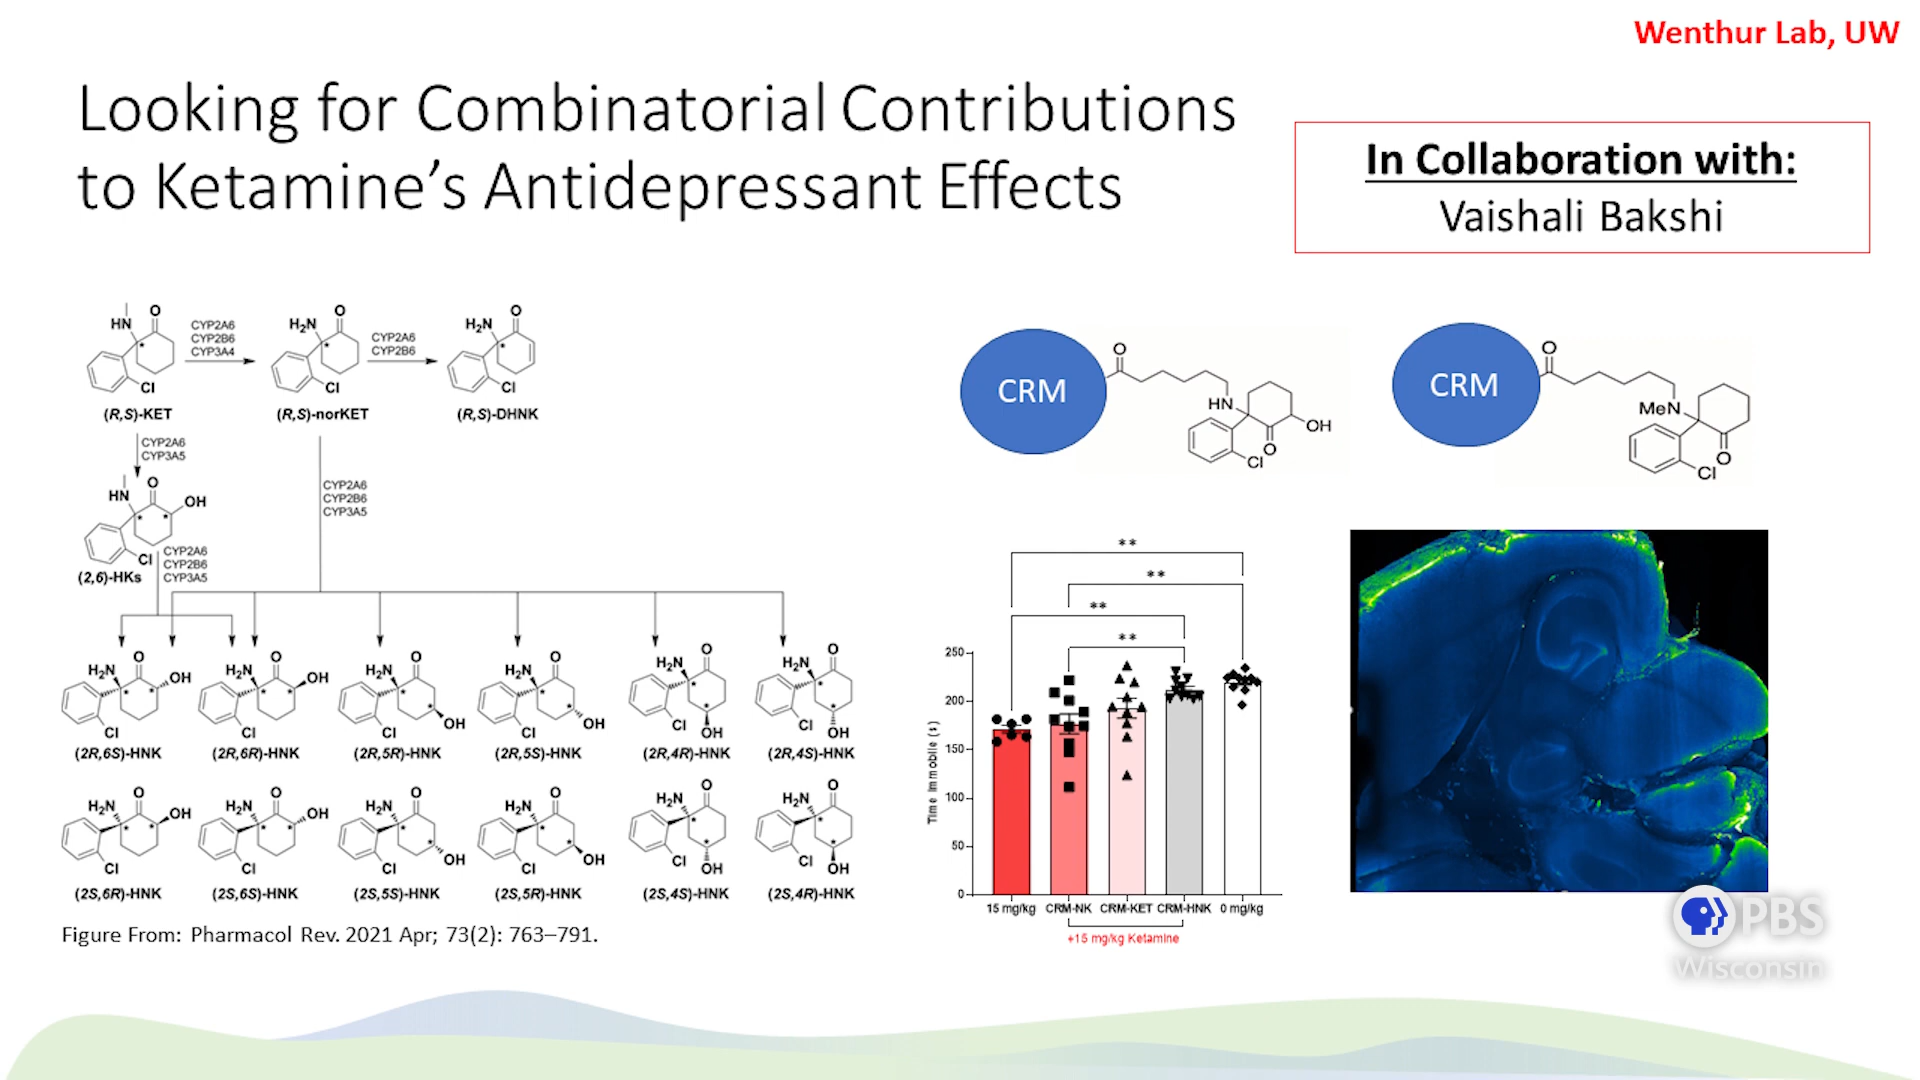 Wenthur Lab, UW
Looking for Combinatorial Contributions
to Ketamine's Antidepressant Effects
In Collaboration with:
Vaishali Bakshi
HN
O
Cl
(R,S)-KET
CYP2A6
CYP2B6
CYP3A4
H₂N
O
Cl
(R,S)-norKET
CYP2A6
CYP2B6
H₂N
O
Cl
(R,S)-DHNK
CYP2A6
CYP3A5
HN
O
OH
Cl
(2,6)-HKs
CYP2A6
CYP2B6
CYP3A5
CYP2A6
CYP2B6
CYP3A5
H₂N
O
OH
Cl
(2R,6S)-HNK
H₂N
O
OH
Cl
(2R,6R)-HNK
H₂N
O
OH
Cl
(2R,5R)-HNK
H₂N
O
OH
Cl
(2R,5S)-HNK
H₂N
O
Cl
OH
(2R,4R)-HNK
H₂N
O
Cl
OH
(2R,4S)-HNK
H₂N
O
OH
Cl
(2S,6R)-HNK
H₂N
O
OH
Cl
(2S,6S)-HNK
H₂N
O
OH
Cl
(2S,5S)-HNK
H₂N
O
OH
Cl
(2S,5R)-HNK
H₂N
O
Cl
OH
(2S,4S)-HNK
H₂N
O
Cl
OH
(2S,4R)-HNK
Figure From: Pharmacol Rev. 2021 Apr; 73(2): 763–791.
CRM
O
HN
OH
O
Cl
CRM
O
MeN
O
Cl
**
**
**
**
Time Immobile (s)
250
200
150
100
50
0
15 mg/kg CRM-NK CRM-KET CRM-HNK 0 mg/kg
+15 mg/kg Ketamine
PBS
Wisconsin